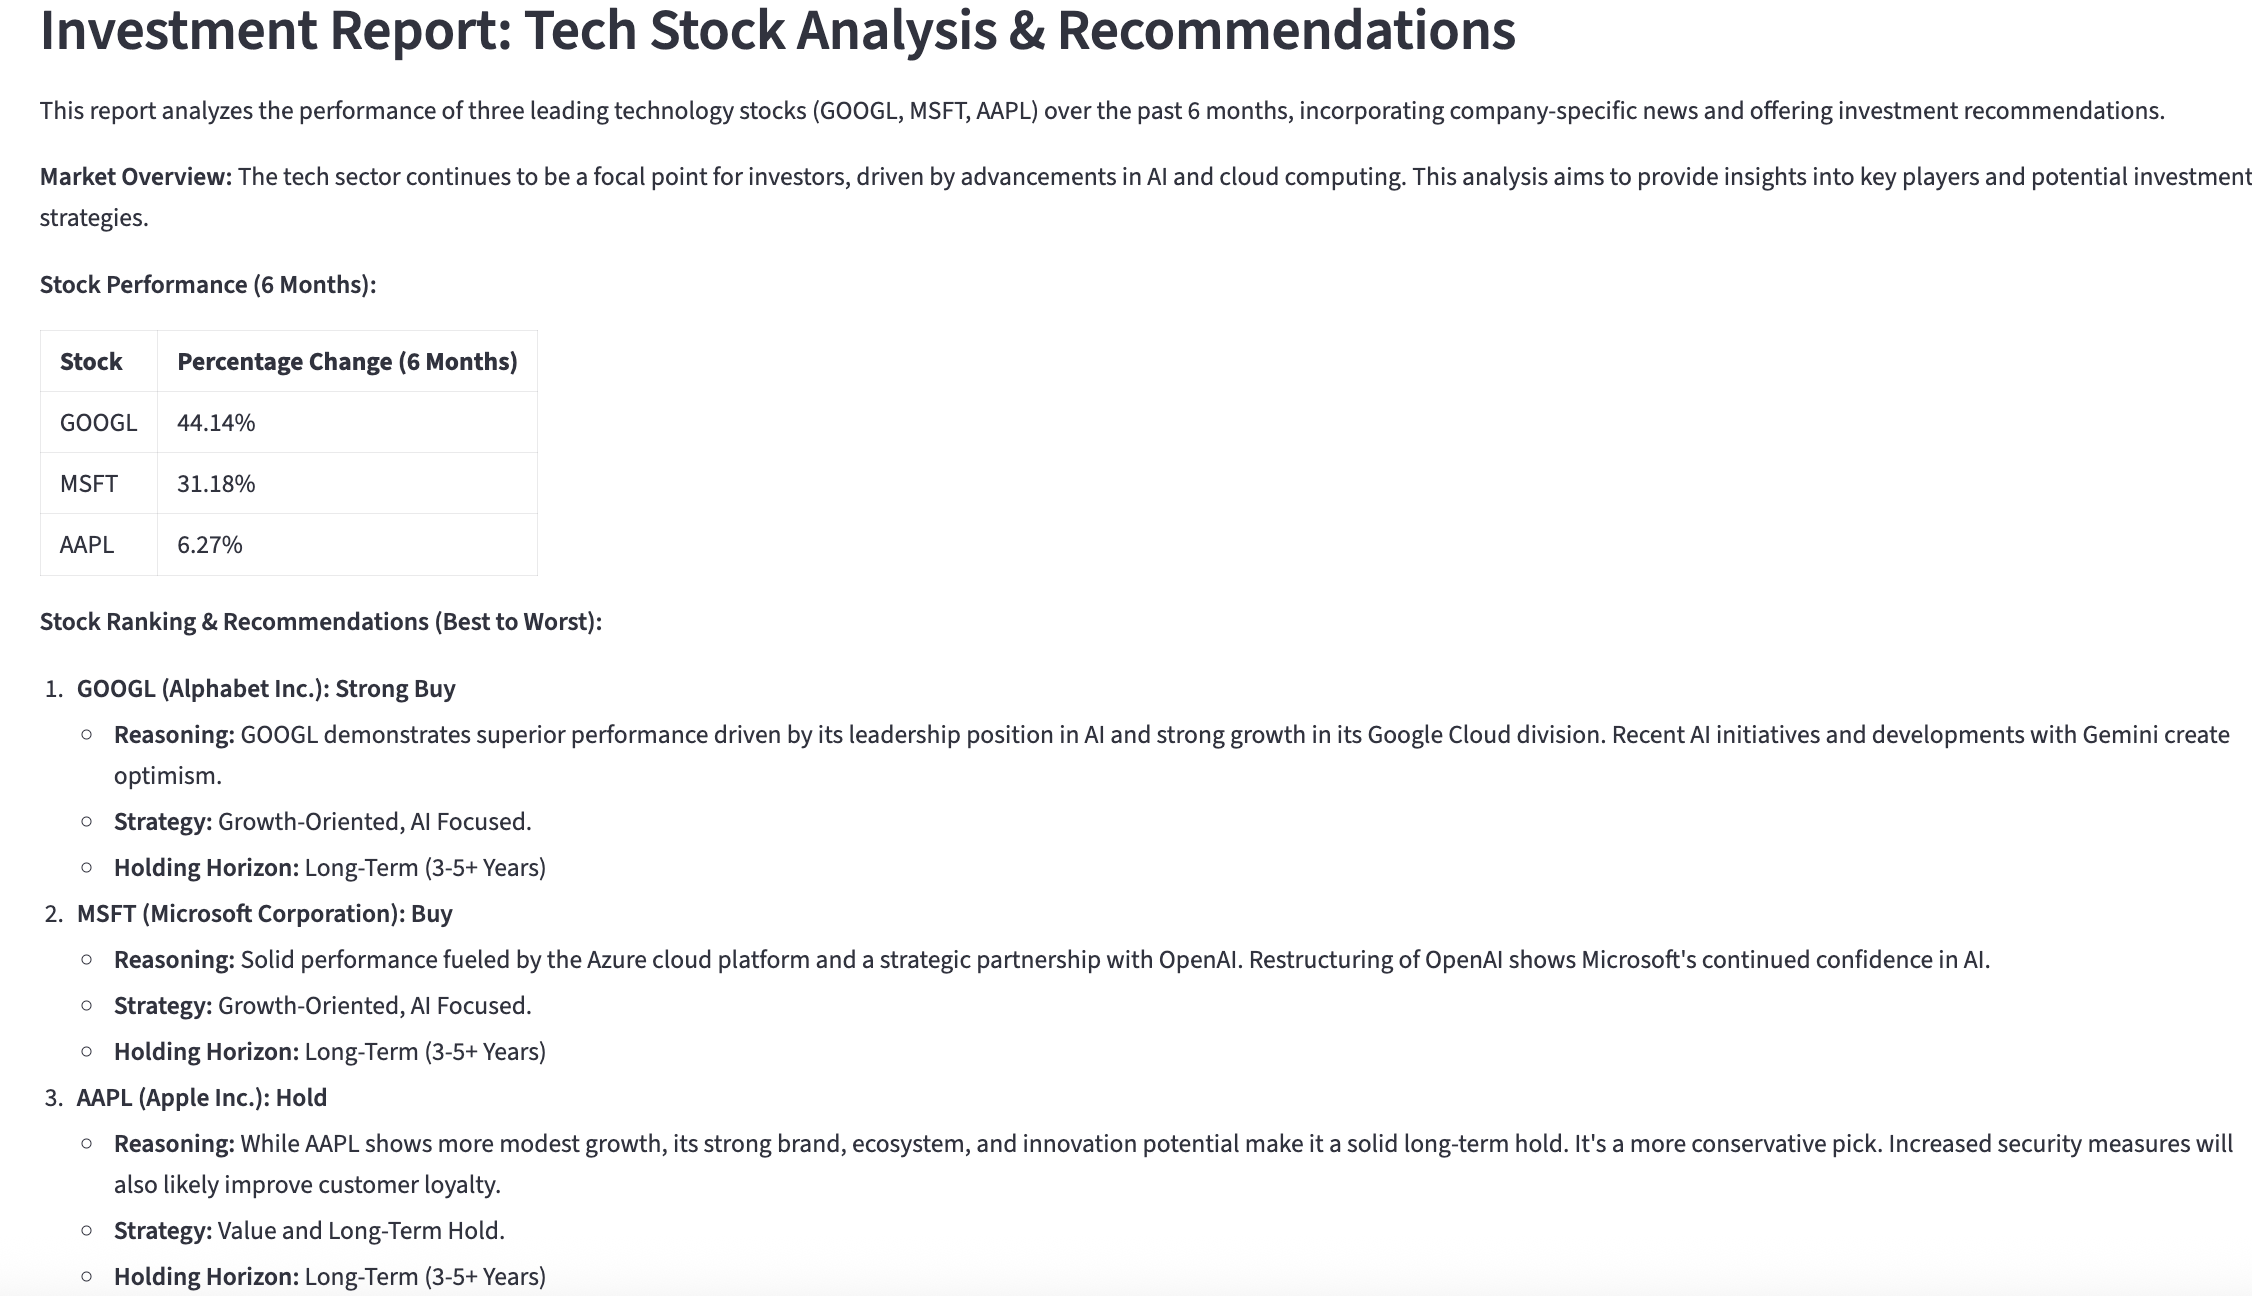 Investment Report: Tech Stock Analysis & Recommendations
This report analyzes the performance of three leading technology stocks (GOOGL, MSFT, AAPL) over the past 6 months, incorporating company-specific news and offering investment recommendations.
Market Overview: The tech sector continues to be a focal point for investors, driven by advancements in AI and cloud computing. This analysis aims to provide insights into key players and potential investment
strategies.
Stock Performance (6 Months):
Stock Percentage Change (6 Months)
GOOGL 44.14%
MSFT 31.18%
AAPL 6.27%
Stock Ranking & Recommendations (Best to Worst):
1. GOOGL (Alphabet Inc.): Strong Buy
Reasoning: GOOGL demonstrates superior performance driven by its leadership position in AI and strong growth in its Google Cloud division. Recent AI initiatives and developments with Gemini create
optimism.
Strategy: Growth-Oriented, AI Focused.
Holding Horizon: Long-Term (3-5+ Years)
2. MSFT (Microsoft Corporation): Buy
Reasoning: Solid performance fueled by the Azure cloud platform and a strategic partnership with OpenAI. Restructuring of OpenAI shows Microsoft's continued confidence in AI.
Strategy: Growth-Oriented, AI Focused.
Holding Horizon: Long-Term (3-5+ Years)
3. AAPL (Apple Inc.): Hold
Reasoning: While AAPL shows more modest growth, its strong brand, ecosystem, and innovation potential make it a solid long-term hold. It's a more conservative pick. Increased security measures will
also likely improve customer loyalty.
Strategy: Value and Long-Term Hold.
Holding Horizon: Long-Term (3-5+ Years)